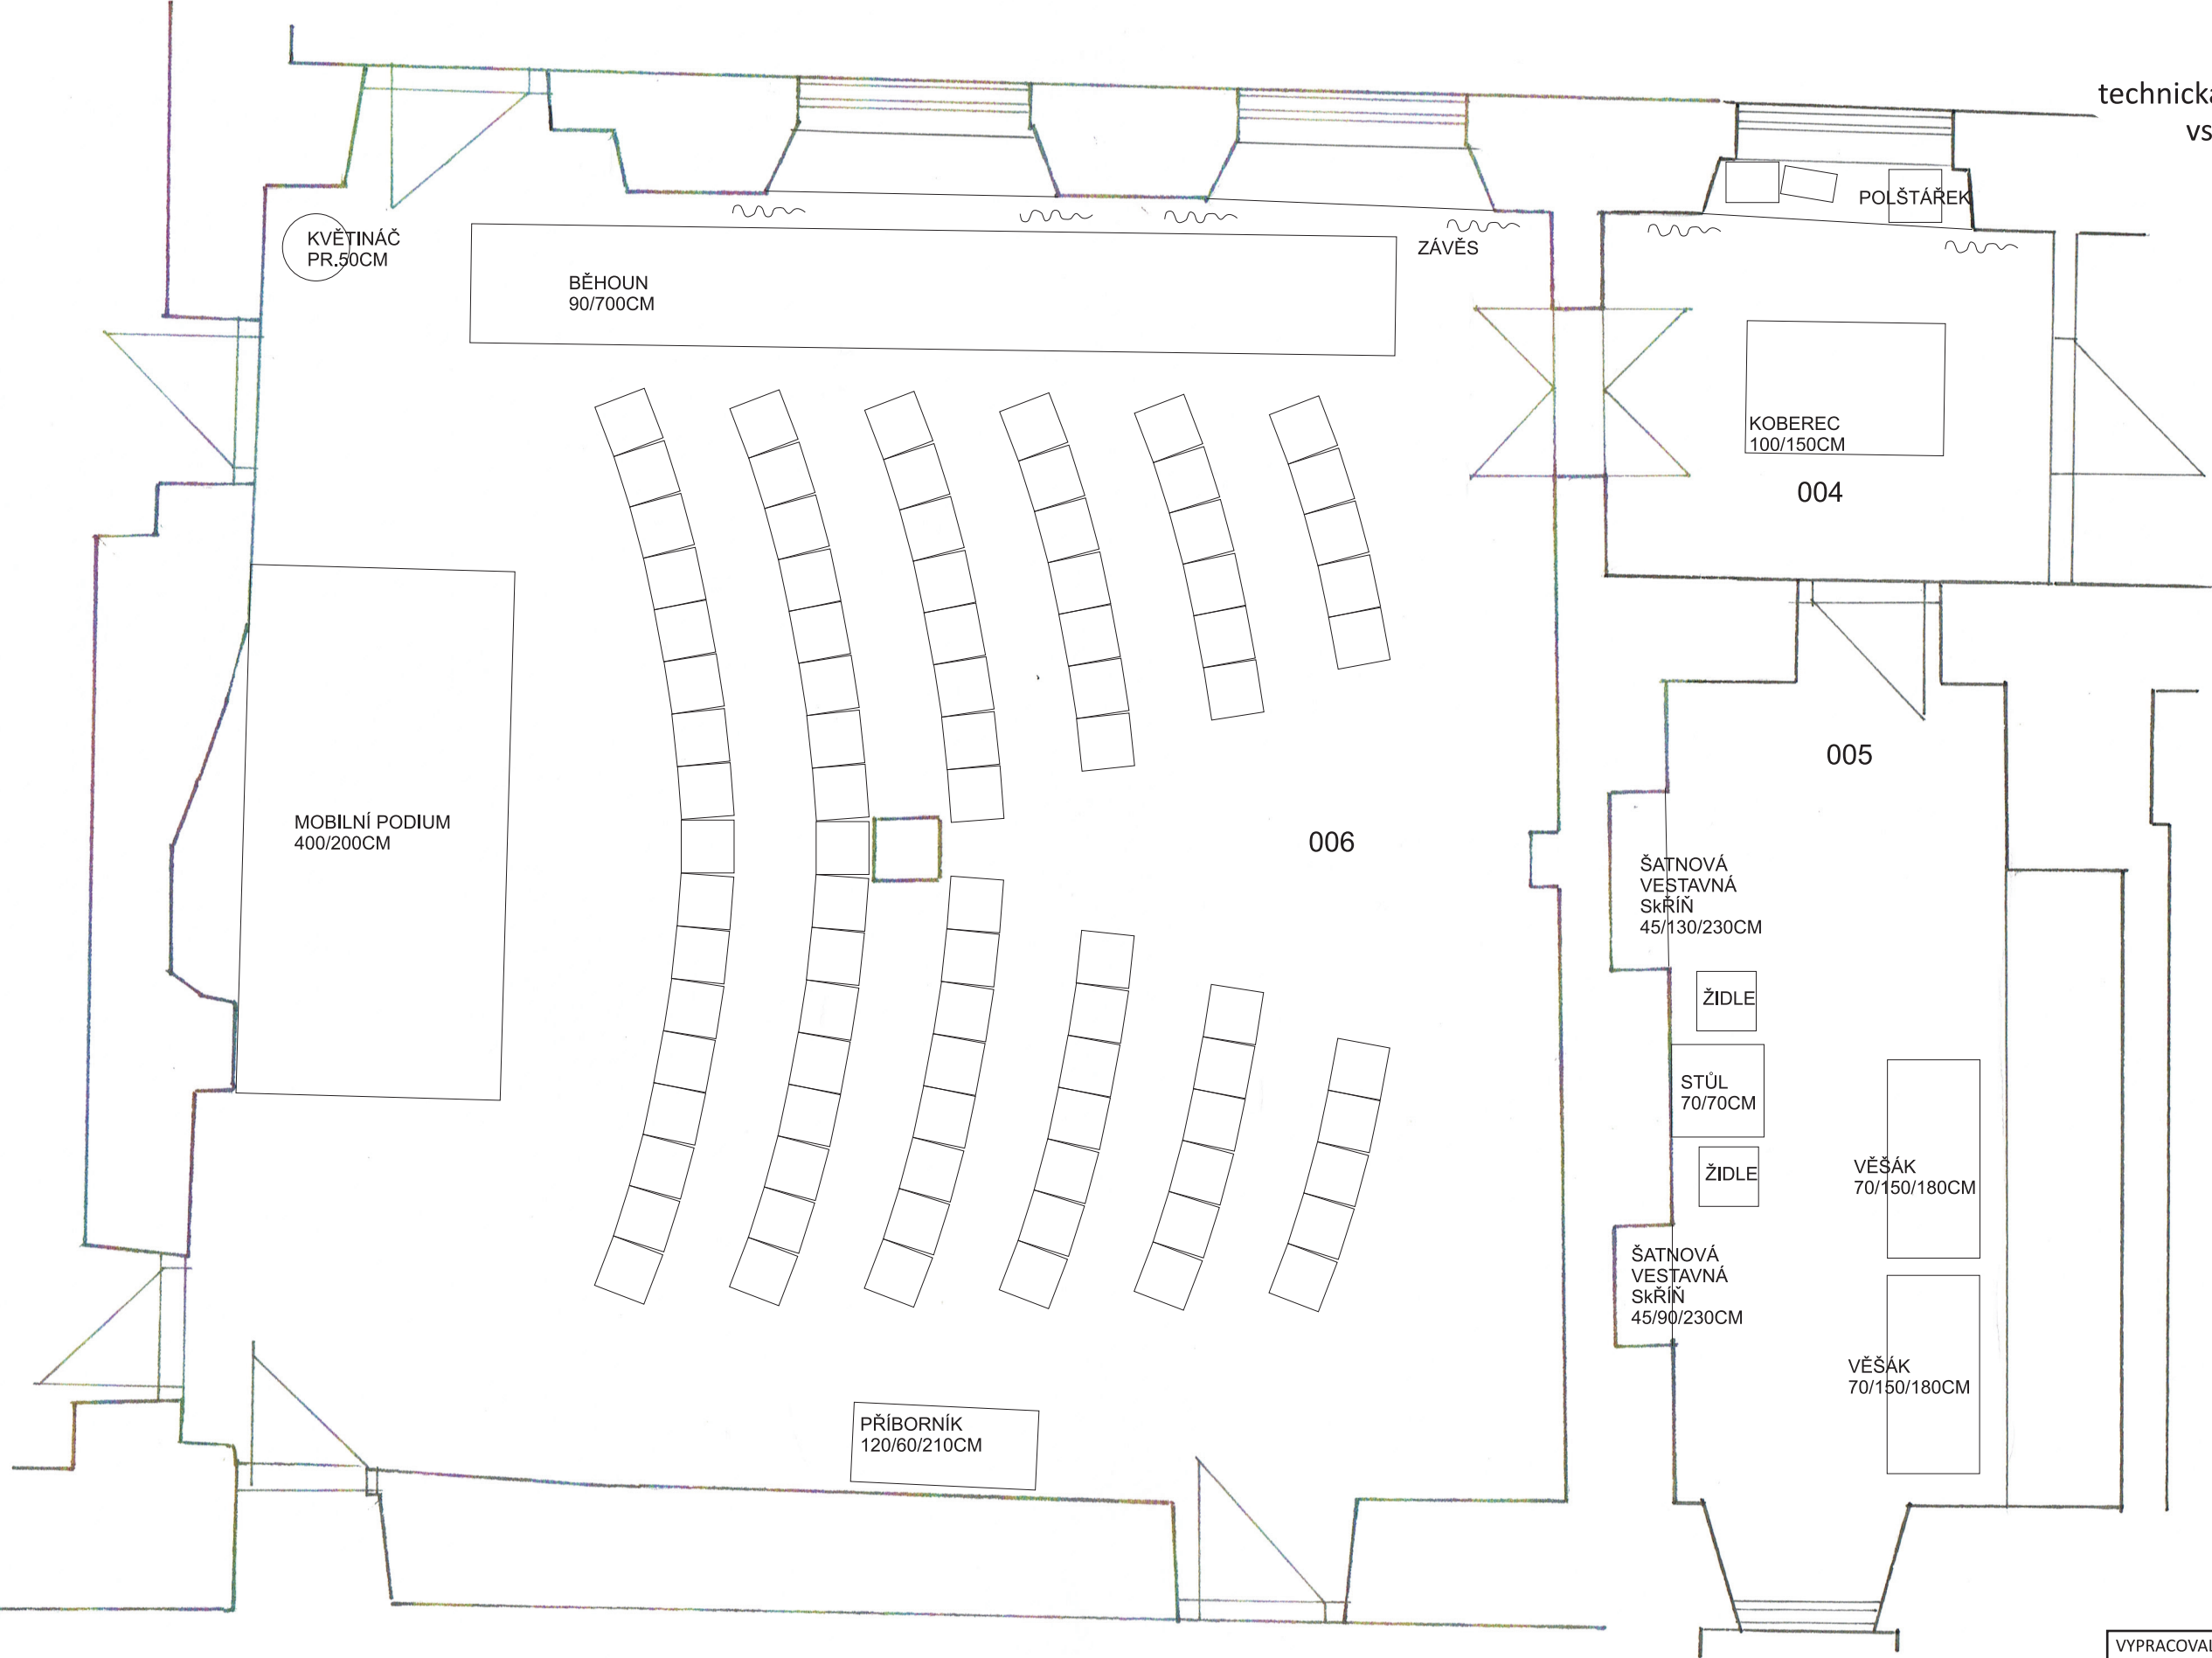 technická
vs
KVĚTINÁČ
PR.50CM
BĚHOUN
90/700CM
ZÁVĚS
POLŠTÁŘEK
KOBEREC
100/150CM
004
MOBILNÍ PODIUM
400/200CM
006
005
ŠATNOVÁ
VESTAVNÁ
SkŘÍŇ
45/130/230CM
ŽIDLE
STŮL
70/70CM
ŽIDLE
VĚŠÁK
70/150/180CM
ŠATNOVÁ
VESTAVNÁ
SkŘÍŇ
45/90/230CM
VĚŠÁK
70/150/180CM
PŘÍBORNÍK
120/60/210CM
VYPRACOVAL